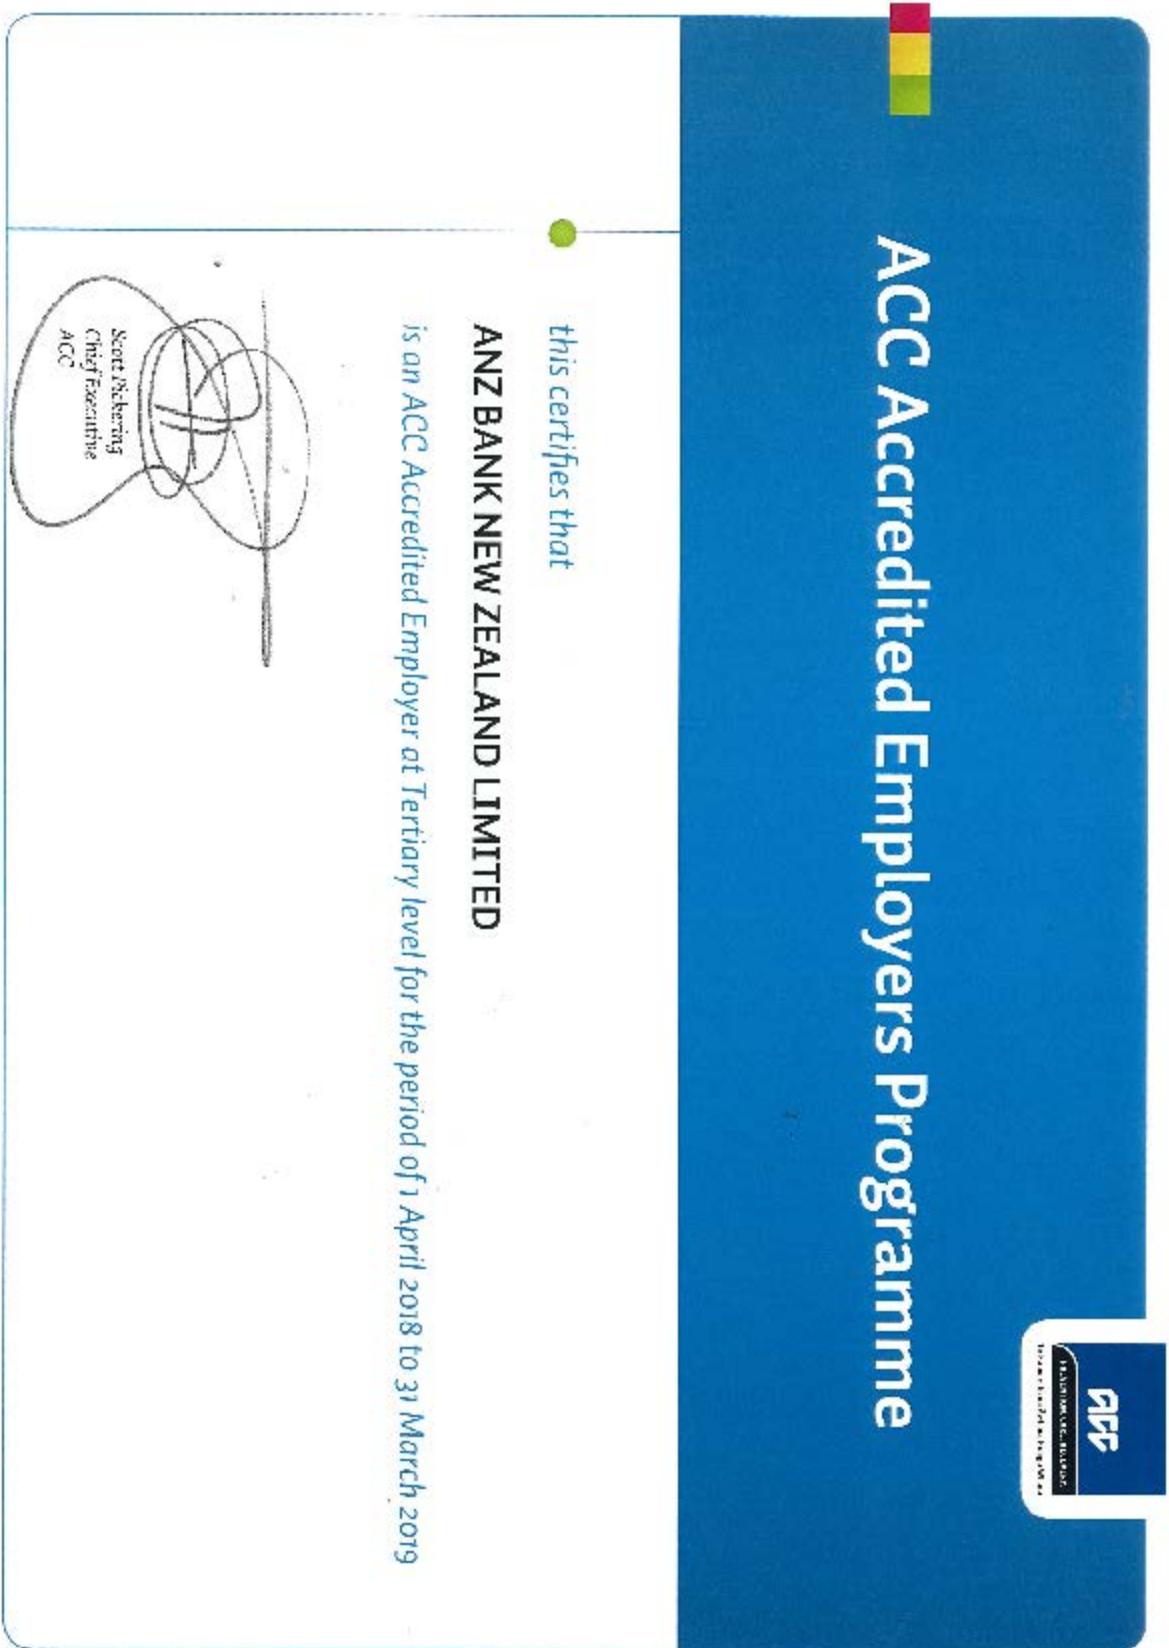 ACC
ACC Accredited Employers Programme
this certifies that
ANZ BANK NEW ZEALAND LIMITED
is an ACC Accredited Employer at Tertiary level for the period of 1 April 2018 to 31 March 2019
Scott Pickering
Chief Executive
ACC